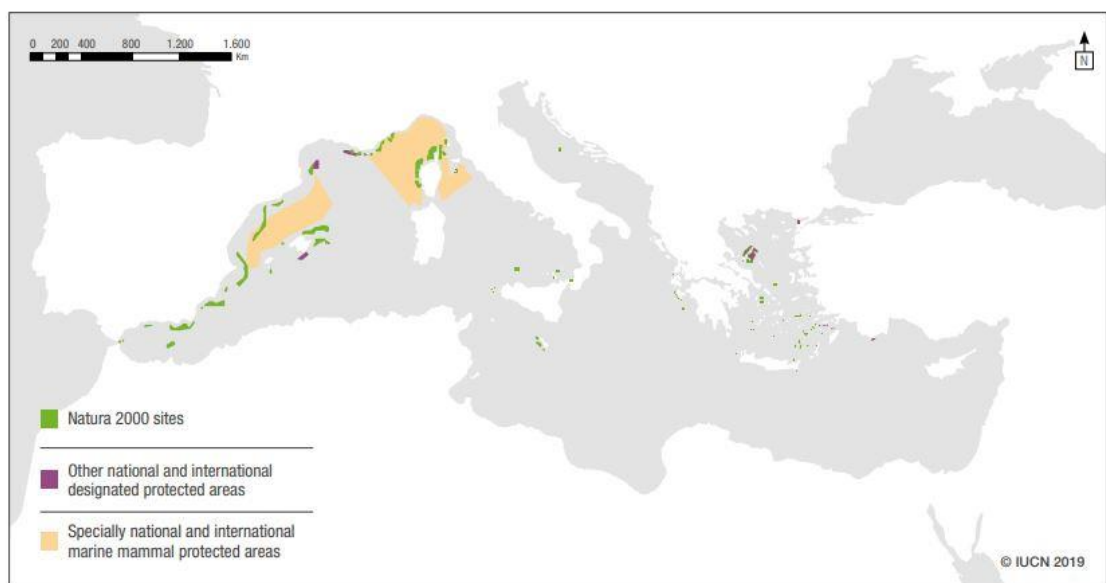 0 200 400 800 1.200 1.600
Km
N
Natura 2000 sites
Other national and international
designated protected areas
Specially national and international
marine mammal protected areas
© IUCN 2019